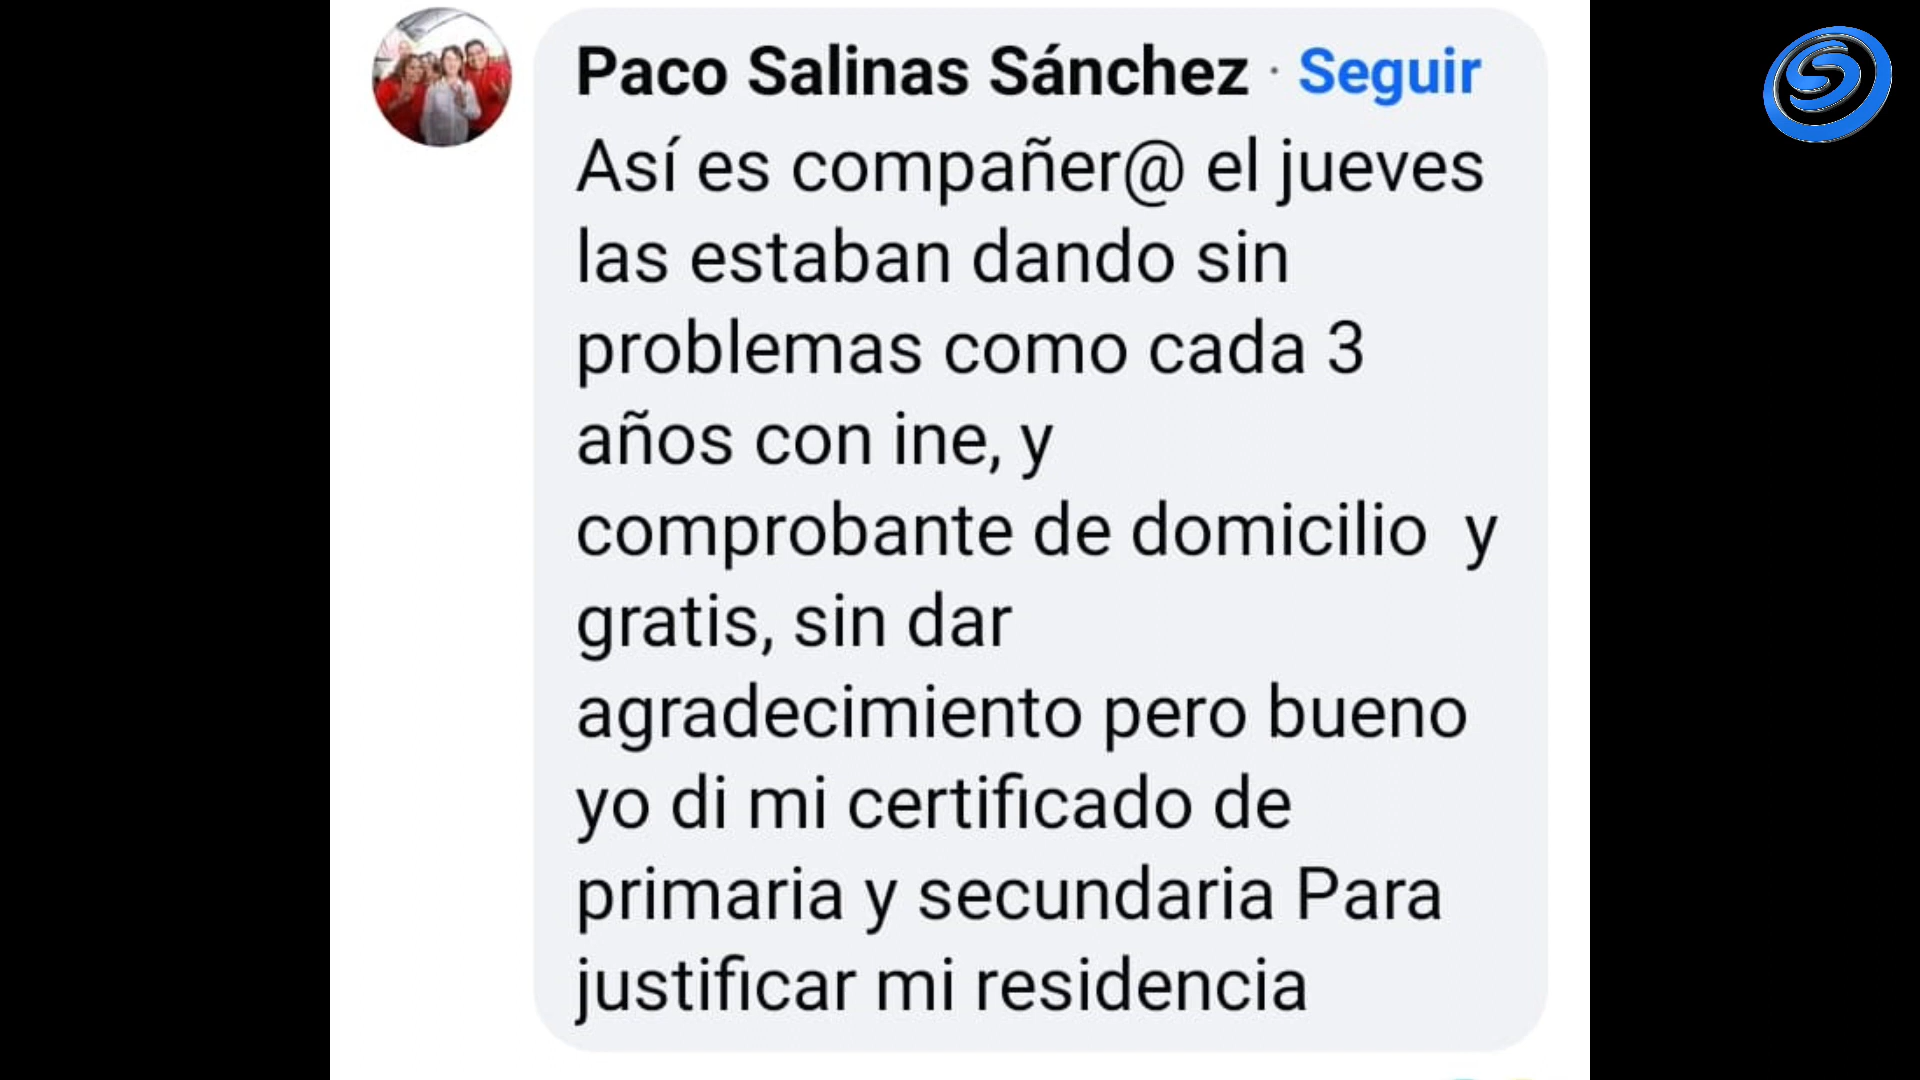 Paco Salinas Sánchez · Seguir
Así es compañer@ el jueves
las estaban dando sin
problemas como cada 3
años con ine, y
comprobante de domicilio  y
gratis, sin dar
agradecimiento pero bueno
yo di mi certificado de
primaria y secundaria Para
justificar mi residencia